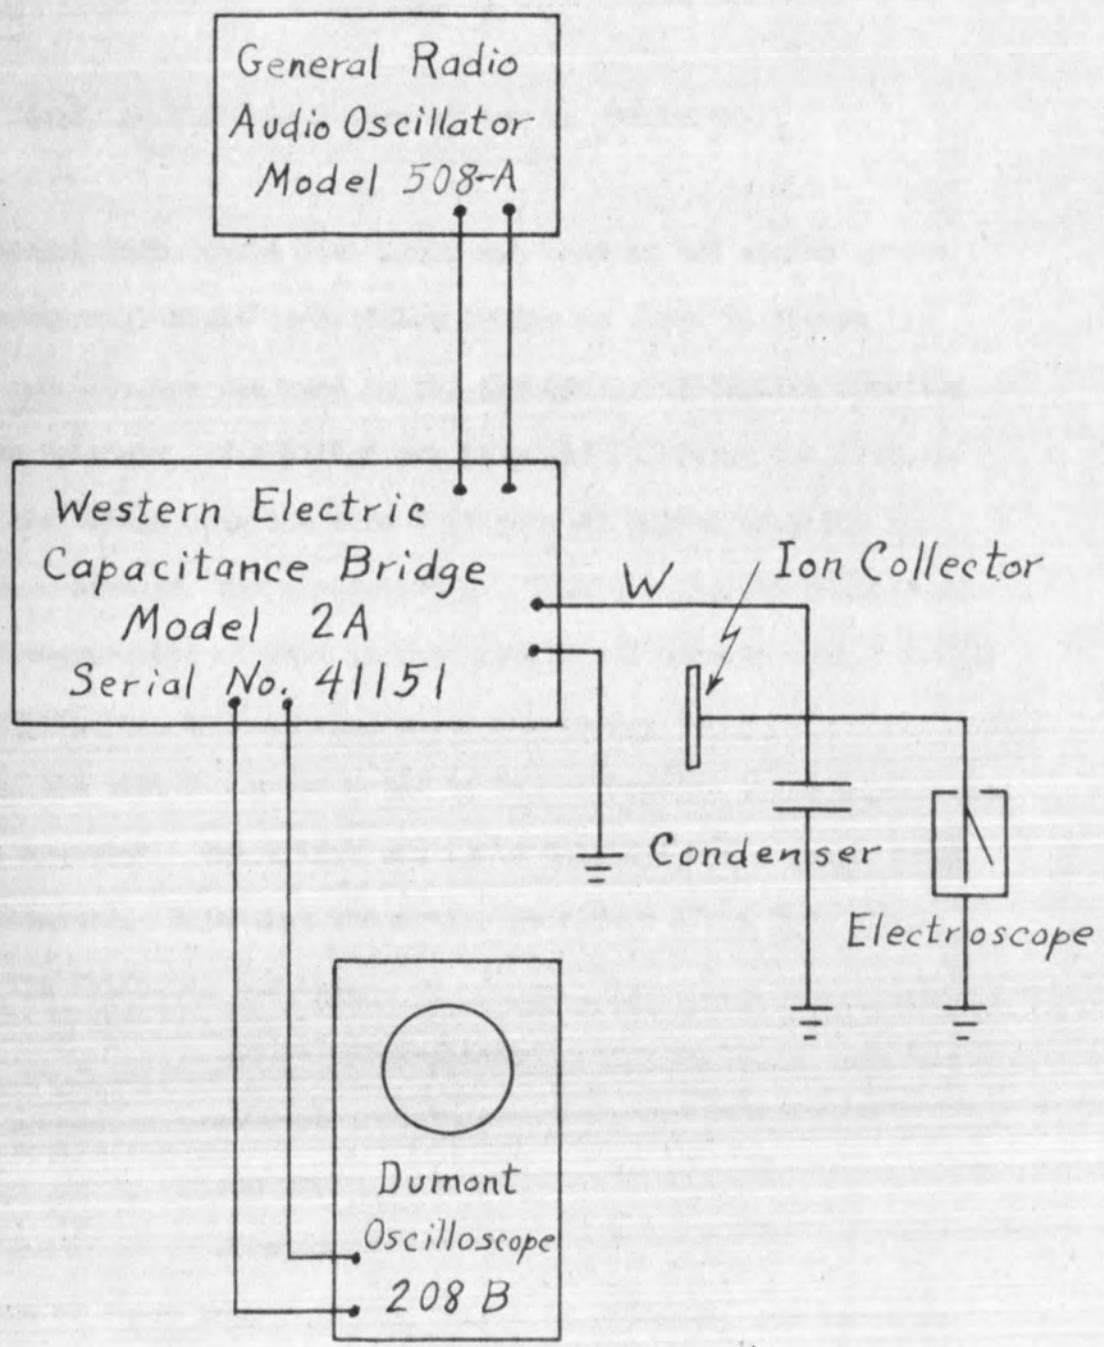 General Radio
Audio Oscillator
Model 508-A
Western Electric
Capacitance Bridge
Model 2A
Serial No. 41151
W
Ion Collector
Condenser
Electroscope
Dumont
Oscilloscope
208 B